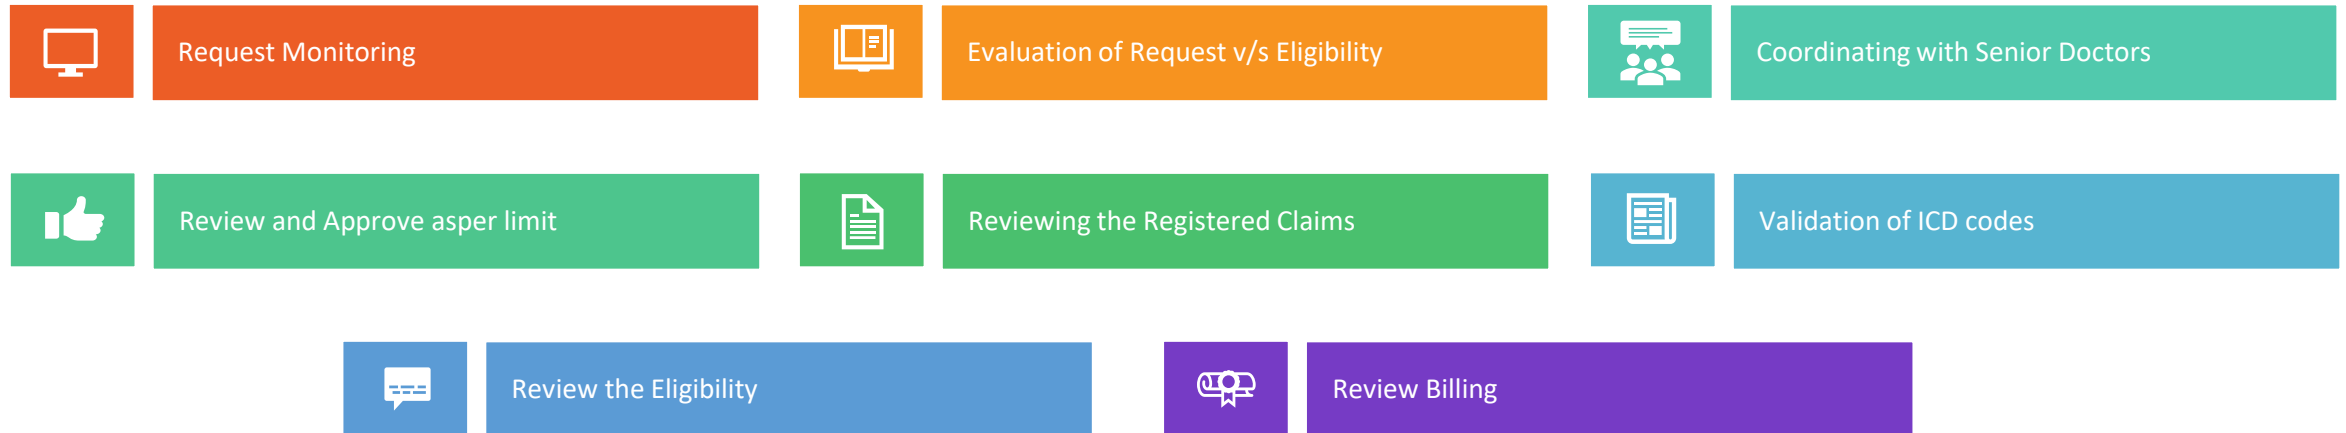 Request Monitoring
Evaluation of Request v/s Eligibility
Coordinating with Senior Doctors
Review and Approve asper limit
Reviewing the Registered Claims
Validation of ICD codes
Review the Eligibility
Review Billing